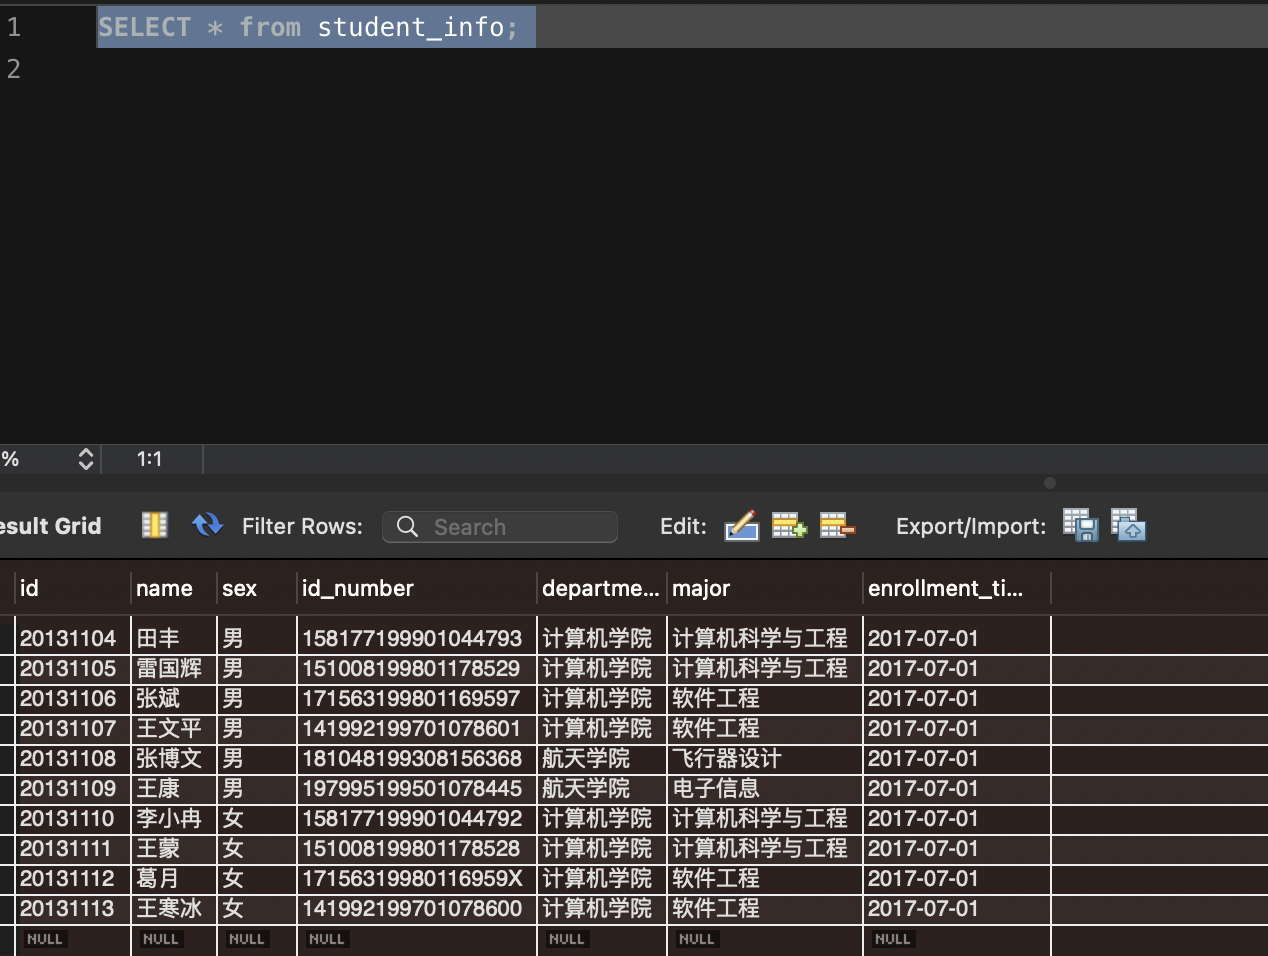 1 SELECT * from student_info;
2
% 1:1
esult Grid Filter Rows: Search Edit: Export/Import:
id name sex id_number departme... major enrollment_ti...
20131104 田丰 男 158177199901044793 计算机学院 计算机科学与工程 2017-07-01
20131105 雷国辉 男 151008199801178529 计算机学院 计算机科学与工程 2017-07-01
20131106 张斌 男 171563199801169597 计算机学院 软件工程 2017-07-01
20131107 王文平 男 141992199701078601 计算机学院 软件工程 2017-07-01
20131108 张博文 男 181048199308156368 航天学院 飞行器设计 2017-07-01
20131109 王康 男 197995199501078445 航天学院 电子信息 2017-07-01
20131110 李小冉 女 158177199901044792 计算机学院 计算机科学与工程 2017-07-01
20131111 王蒙 女 151008199801178528 计算机学院 计算机科学与工程 2017-07-01
20131112 葛月 女 17156319980116959X 计算机学院 软件工程 2017-07-01
20131113 王寒冰 女 141992199701078600 计算机学院 软件工程 2017-07-01
NULL NULL NULL NULL NULL NULL NULL